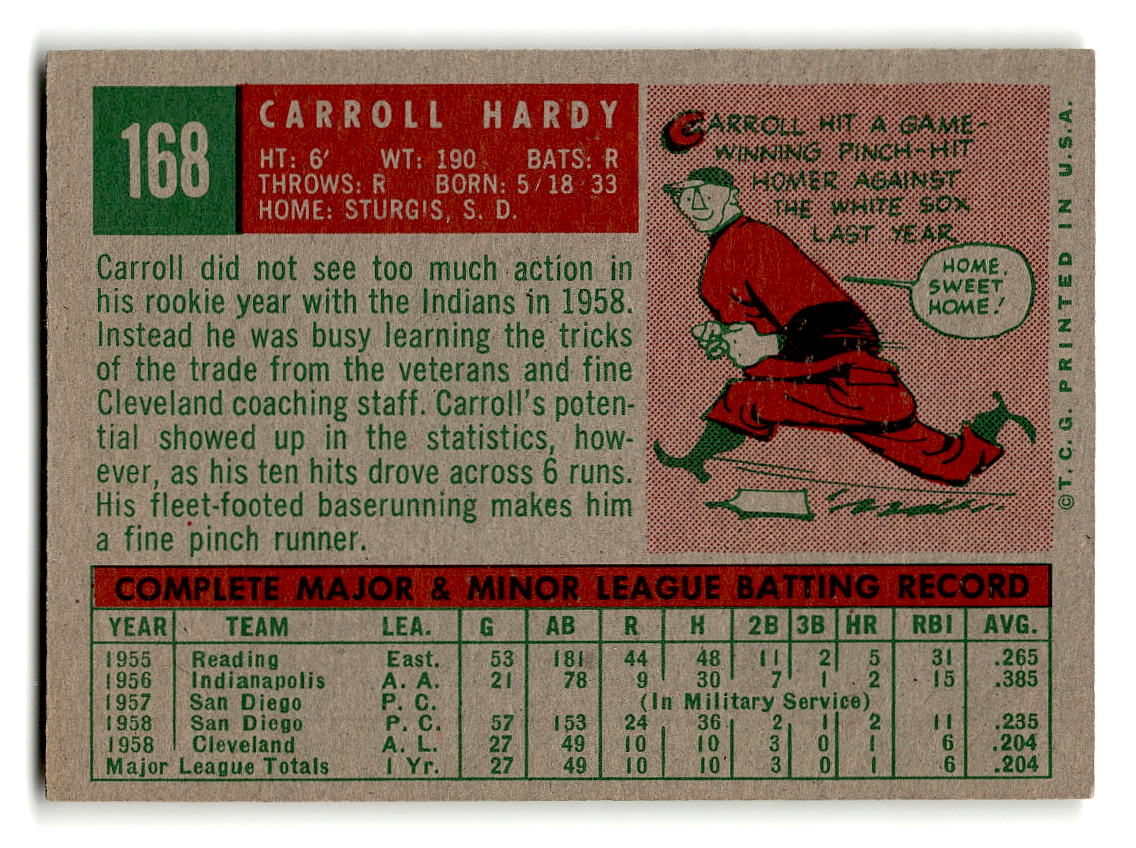 168
CARROLL HARDY
HT: 6' WT: 190 BATS: R
THROWS: R BORN: 5/18/33
HOME: STURGIS, S. D.
CARROLL HIT A GAME-
WINNING PINCH-HIT
HOMER AGAINST
THE WHITE SOX
LAST YEAR
HOME,
SWEET
HOME!
Carroll did not see too much action in
his rookie year with the Indians in 1958.
Instead he was busy learning the tricks
of the trade from the veterans and fine
Cleveland coaching staff. Carroll's poten-
tial showed up in the statistics, how-
ever, as his ten hits drove across 6 runs.
His fleet-footed baserunning makes him
a fine pinch runner.
©T.C.G. PRINTED IN U.S.A.
COMPLETE MAJOR & MINOR LEAGUE BATTING RECORD
YEAR TEAM LEA. G AB R H 2B 3B HR RBI AVG.
1955 Reading East. 53 181 44 48 11 2 5 31 .265
1956 Indianapolis A. A. 21 78 9 30 7 1 2 15 .385
1957 San Diego P. C. (In Military Service)
1958 San Diego P. C. 57 153 24 36 2 1 2 11 .235
1958 Cleveland A. L. 27 49 10 10 3 0 1 6 .204
Major League Totals 1 Yr. 27 49 10 10 3 0 1 6 .204